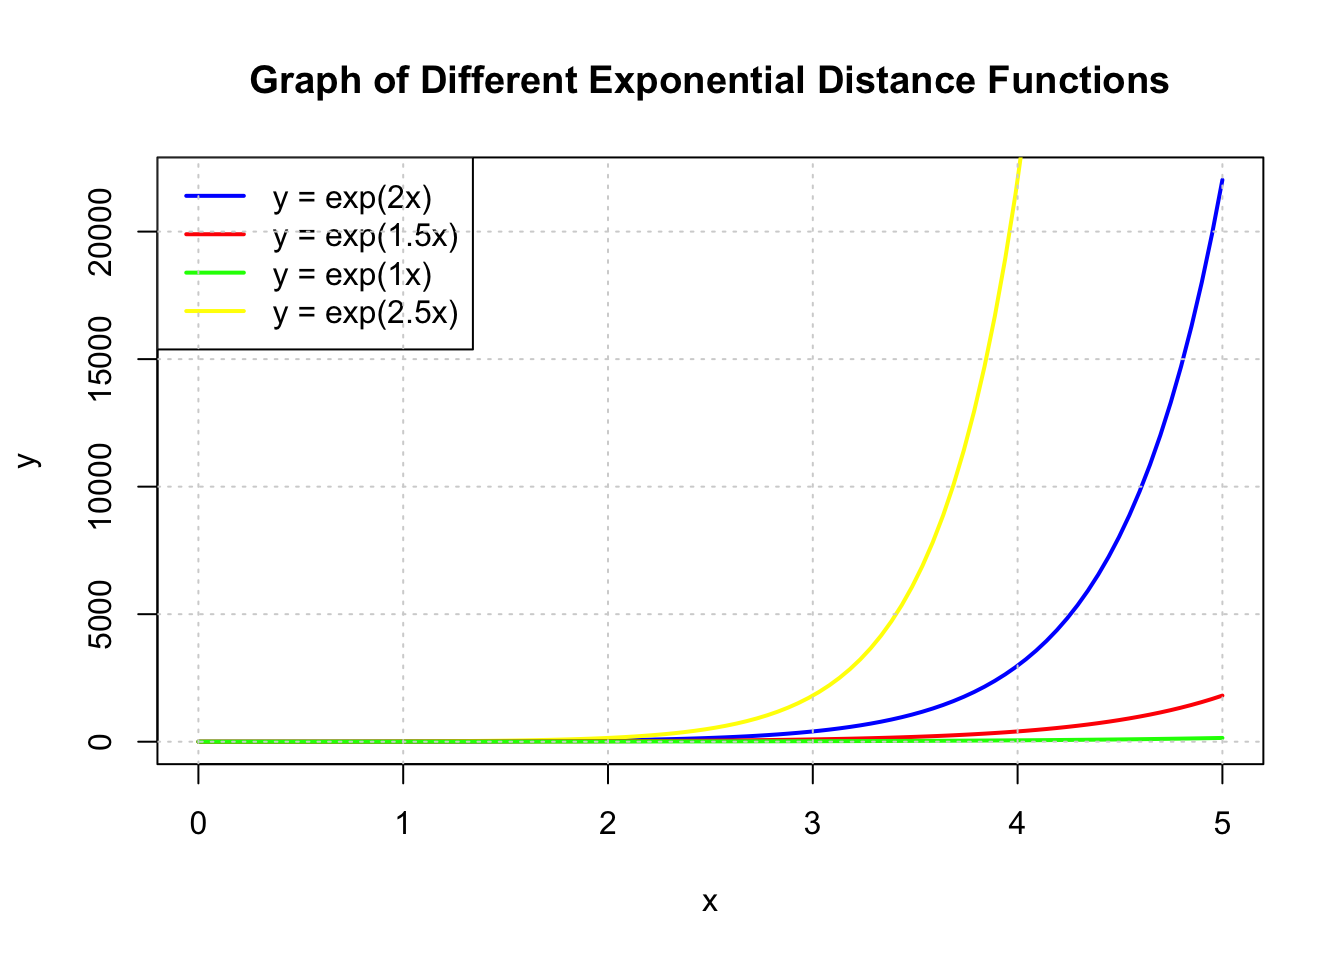 Graph of Different Exponential Distance Functions
y = exp(2x)
y = exp(1.5x)
y = exp(1x)
y = exp(2.5x)
20000
15000
10000
5000
0
y
0 1 2 3 4 5
x